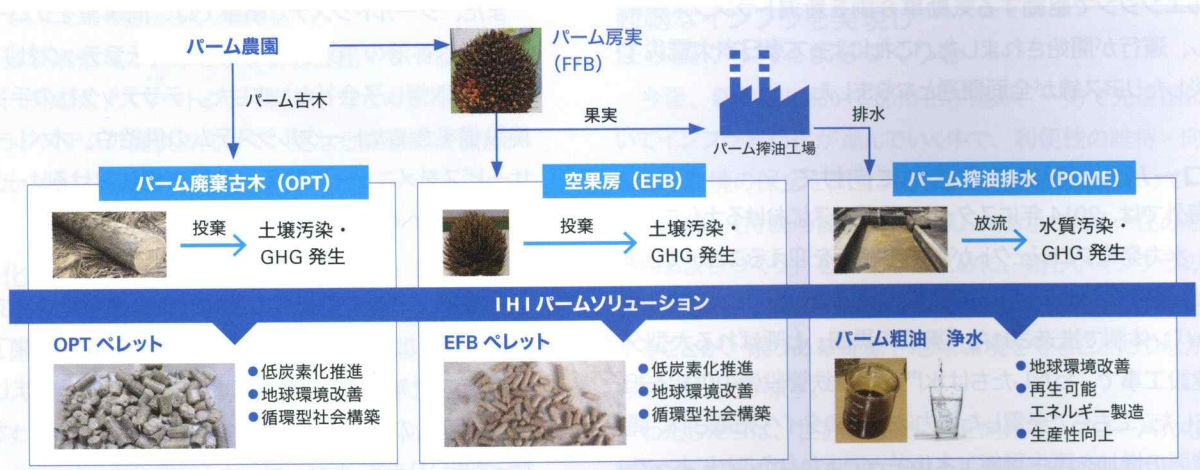 パーム農園
パーム房実
（FFB）
パーム古木
果実
排水
パーム搾油工場
パーム廃棄古木（OPT）
投棄
土壌汚染・
GHG 発生
空果房（EFB）
投棄
土壌汚染・
GHG 発生
パーム搾油排水（POME）
放流
水質汚染・
GHG 発生
IHIパームソリューション
OPT ペレット
●低炭素化推進
●地球環境改善
●循環型社会構築
EFB ペレット
●低炭素化推進
●地球環境改善
●循環型社会構築
パーム粗油 浄水
●地球環境改善
●再生可能
エネルギー製造
●生産性向上